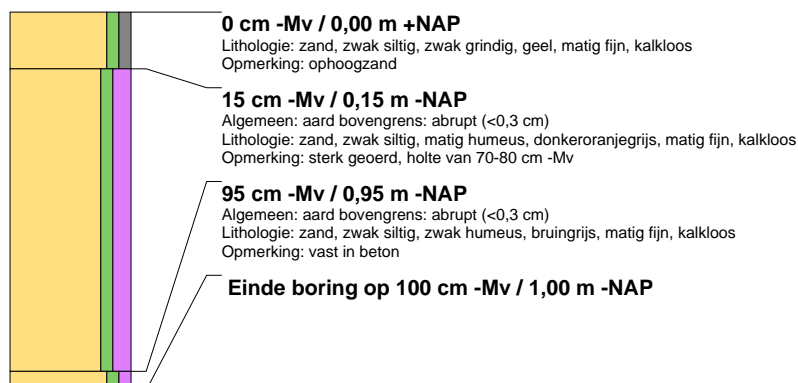 0 cm -Mv / 0,00 m +NAP
Lithologie: zand, zwak siltig, zwak grindig, geel, matig fijn, kalkloos
Opmerking: ophoogzand
15 cm -Mv / 0,15 m -NAP
Algemeen: aard bovengrens: abrupt (<0,3 cm)
Lithologie: zand, zwak siltig, matig humeus, donkeroranjegrijs, matig fijn, kalkloos
Opmerking: sterk geoerd, holte van 70-80 cm -Mv
95 cm -Mv / 0,95 m -NAP
Algemeen: aard bovengrens: abrupt (<0,3 cm)
Lithologie: zand, zwak siltig, zwak humeus, bruingrijs, matig fijn, kalkloos
Opmerking: vast in beton
Einde boring op 100 cm -Mv / 1,00 m -NAP